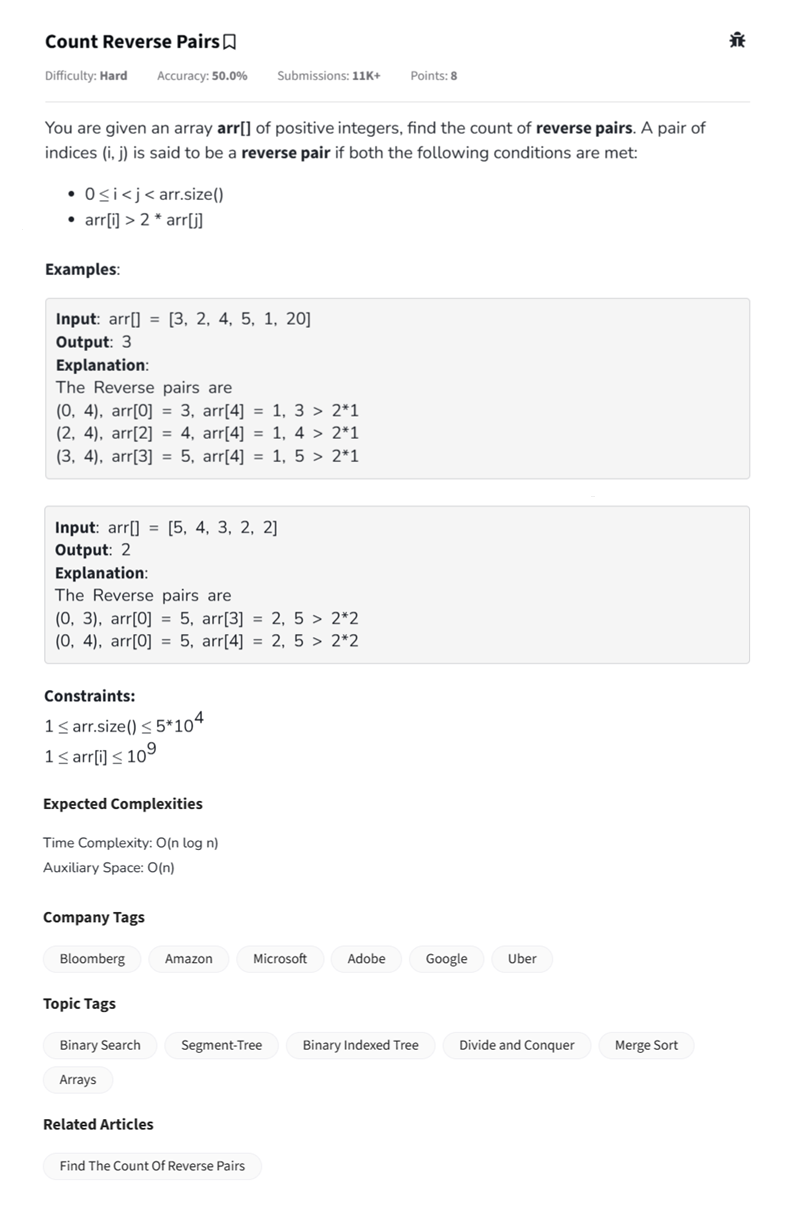 Count Reverse Pairs
Difficulty: Hard Accuracy: 50.0% Submissions: 11K+ Points: 8
You are given an array arr[] of positive integers, find the count of reverse pairs. A pair of
indices (i, j) is said to be a reverse pair if both the following conditions are met:
• 0 ≤ i < j < arr.size()
• arr[i] > 2 * arr[j]
Examples:
Input: arr[] = [3, 2, 4, 5, 1, 20]
Output: 3
Explanation:
The Reverse pairs are
(0, 4), arr[0] = 3, arr[4] = 1, 3 > 2*1
(2, 4), arr[2] = 4, arr[4] = 1, 4 > 2*1
(3, 4), arr[3] = 5, arr[4] = 1, 5 > 2*1
Input: arr[] = [5, 4, 3, 2, 2]
Output: 2
Explanation:
The Reverse pairs are
(0, 3), arr[0] = 5, arr[3] = 2, 5 > 2*2
(0, 4), arr[0] = 5, arr[4] = 2, 5 > 2*2
Constraints:
1 ≤ arr.size() ≤ 5*10^4
1 ≤ arr[i] ≤ 10^9
Expected Complexities
Time Complexity: O(n log n)
Auxiliary Space: O(n)
Company Tags
Bloomberg Amazon Microsoft Adobe Google Uber
Topic Tags
Binary Search Segment-Tree Binary Indexed Tree Divide and Conquer Merge Sort
Arrays
Related Articles
Find The Count Of Reverse Pairs